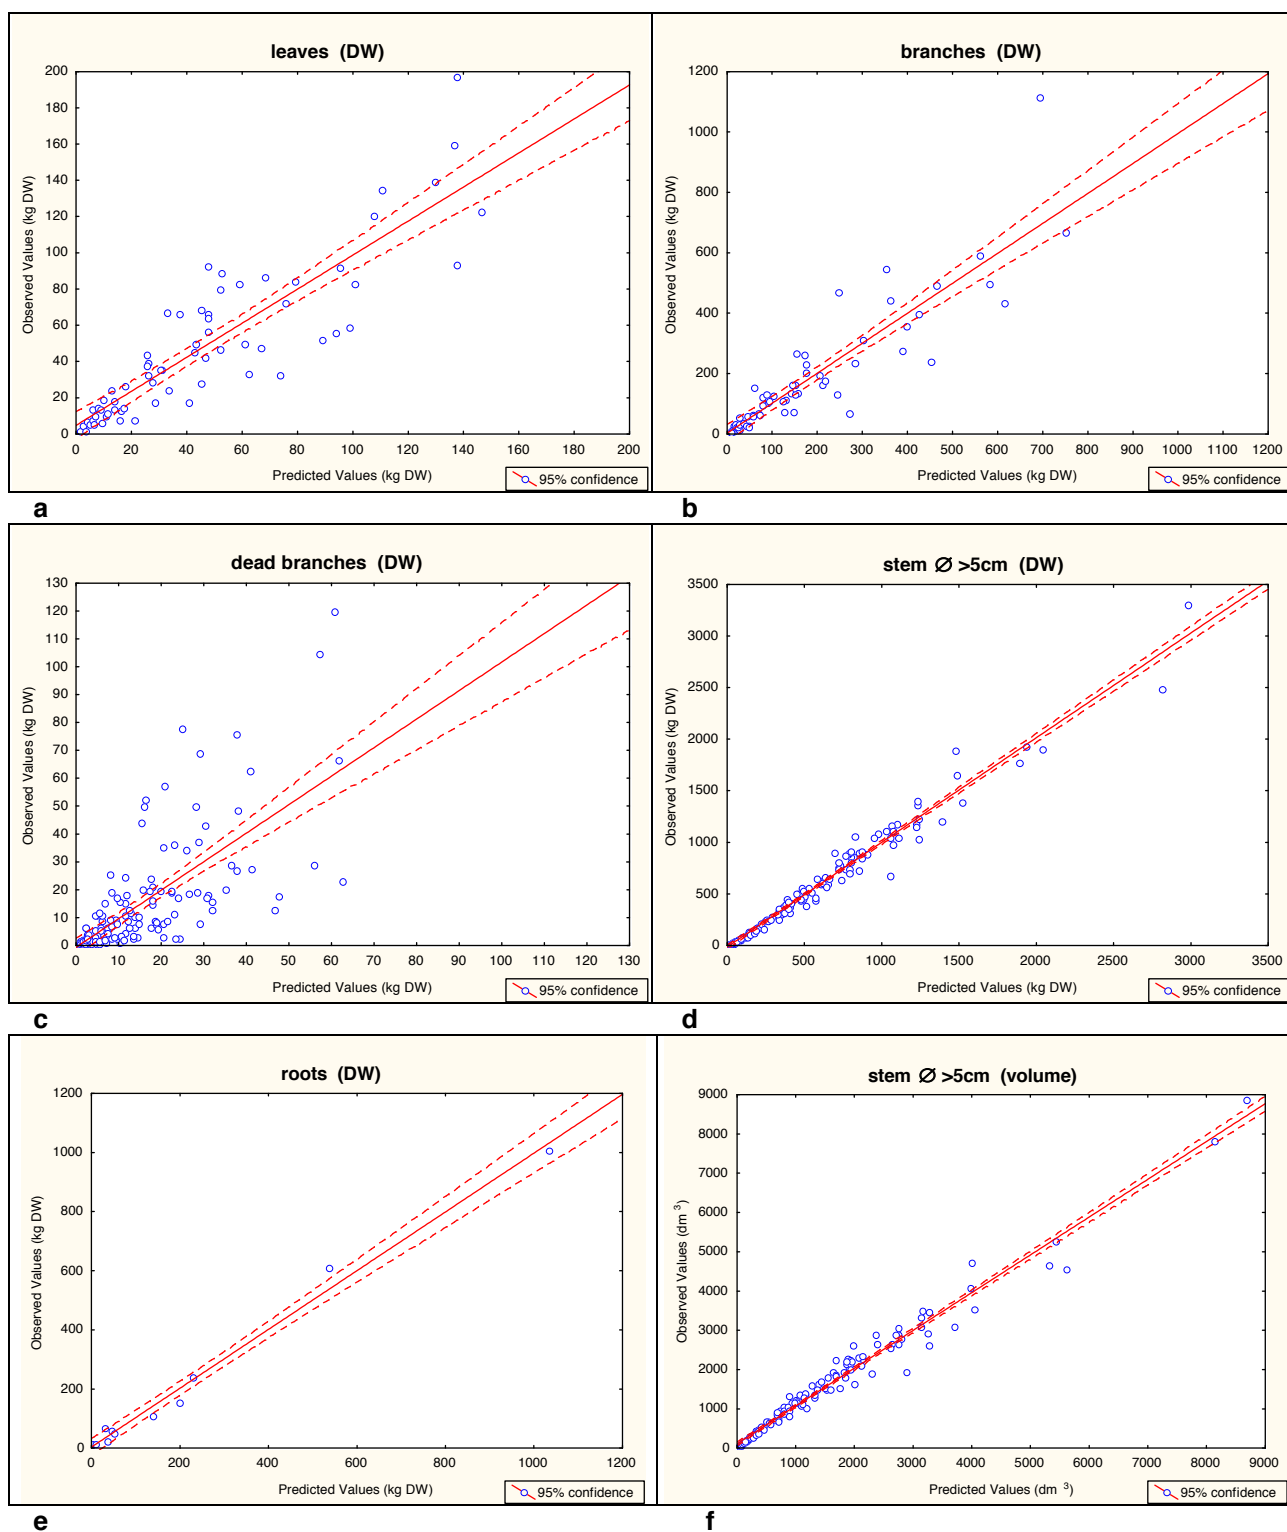 leaves (DW)
200
180
160
140
120
100
80
60
40
20
0
Observed Values (kg DW)
0 20 40 60 80 100 120 140 160 180 200
Predicted Values (kg DW)
95% confidence
a
branches (DW)
1200
1000
800
600
400
200
0
Observed Values (kg DW)
0 100 200 300 400 500 600 700 800 900 1000 1100 1200
Predicted Values (kg DW)
95% confidence
b
dead branches (DW)
130
120
110
100
90
80
70
60
50
40
30
20
10
0
Observed Values (kg DW)
0 10 20 30 40 50 60 70 80 90 100 110 120 130
Predicted Values (kg DW)
95% confidence
c
stem Ø >5cm (DW)
3500
3000
2500
2000
1500
1000
500
0
Observed Values (kg DW)
0 500 1000 1500 2000 2500 3000 3500
Predicted Values (kg DW)
95% confidence
d
roots (DW)
1200
1000
800
600
400
200
0
Observed Values (kg DW)
0 200 400 600 800 1000 1200
Predicted Values (kg DW)
95% confidence
e
stem Ø >5cm (volume)
9000
8000
7000
6000
5000
4000
3000
2000
1000
0
Observed Values (dm ³)
0 1000 2000 3000 4000 5000 6000 7000 8000 9000
Predicted Values (dm ³)
95% confidence
f